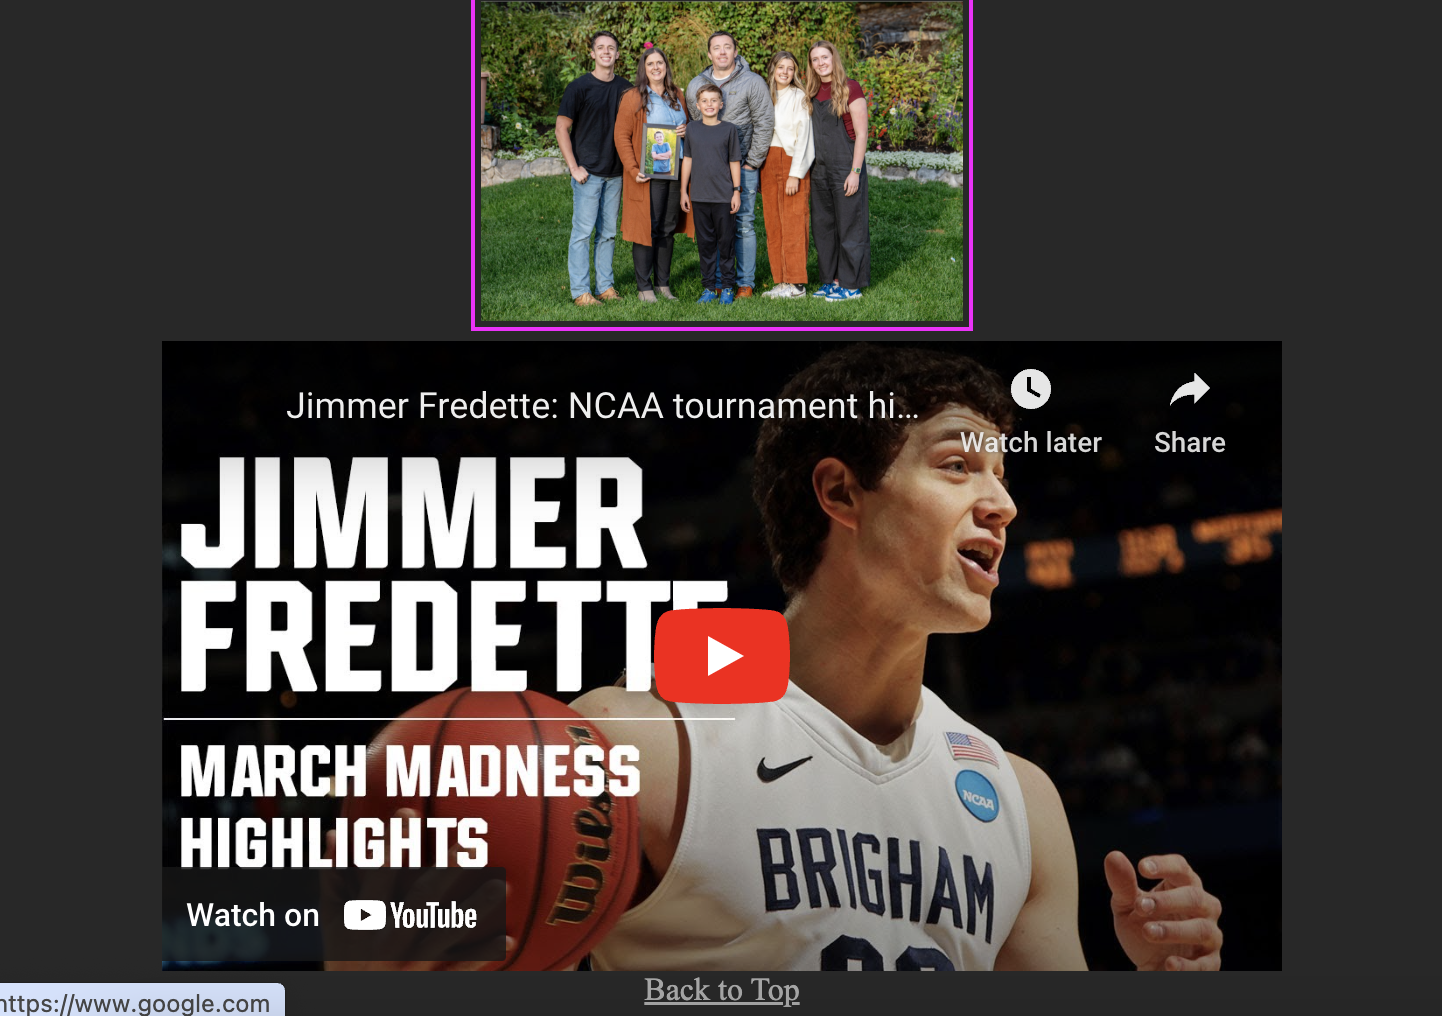 Jimmer Fredette: NCAA tournament hi...
Watch later
Share
JIMMER
FREDETTE
MARCH MADNESS
HIGHLIGHTS
Wilson
NCAA
BRIGHAM
Watch on YouTube
Back to Top
https://www.google.com